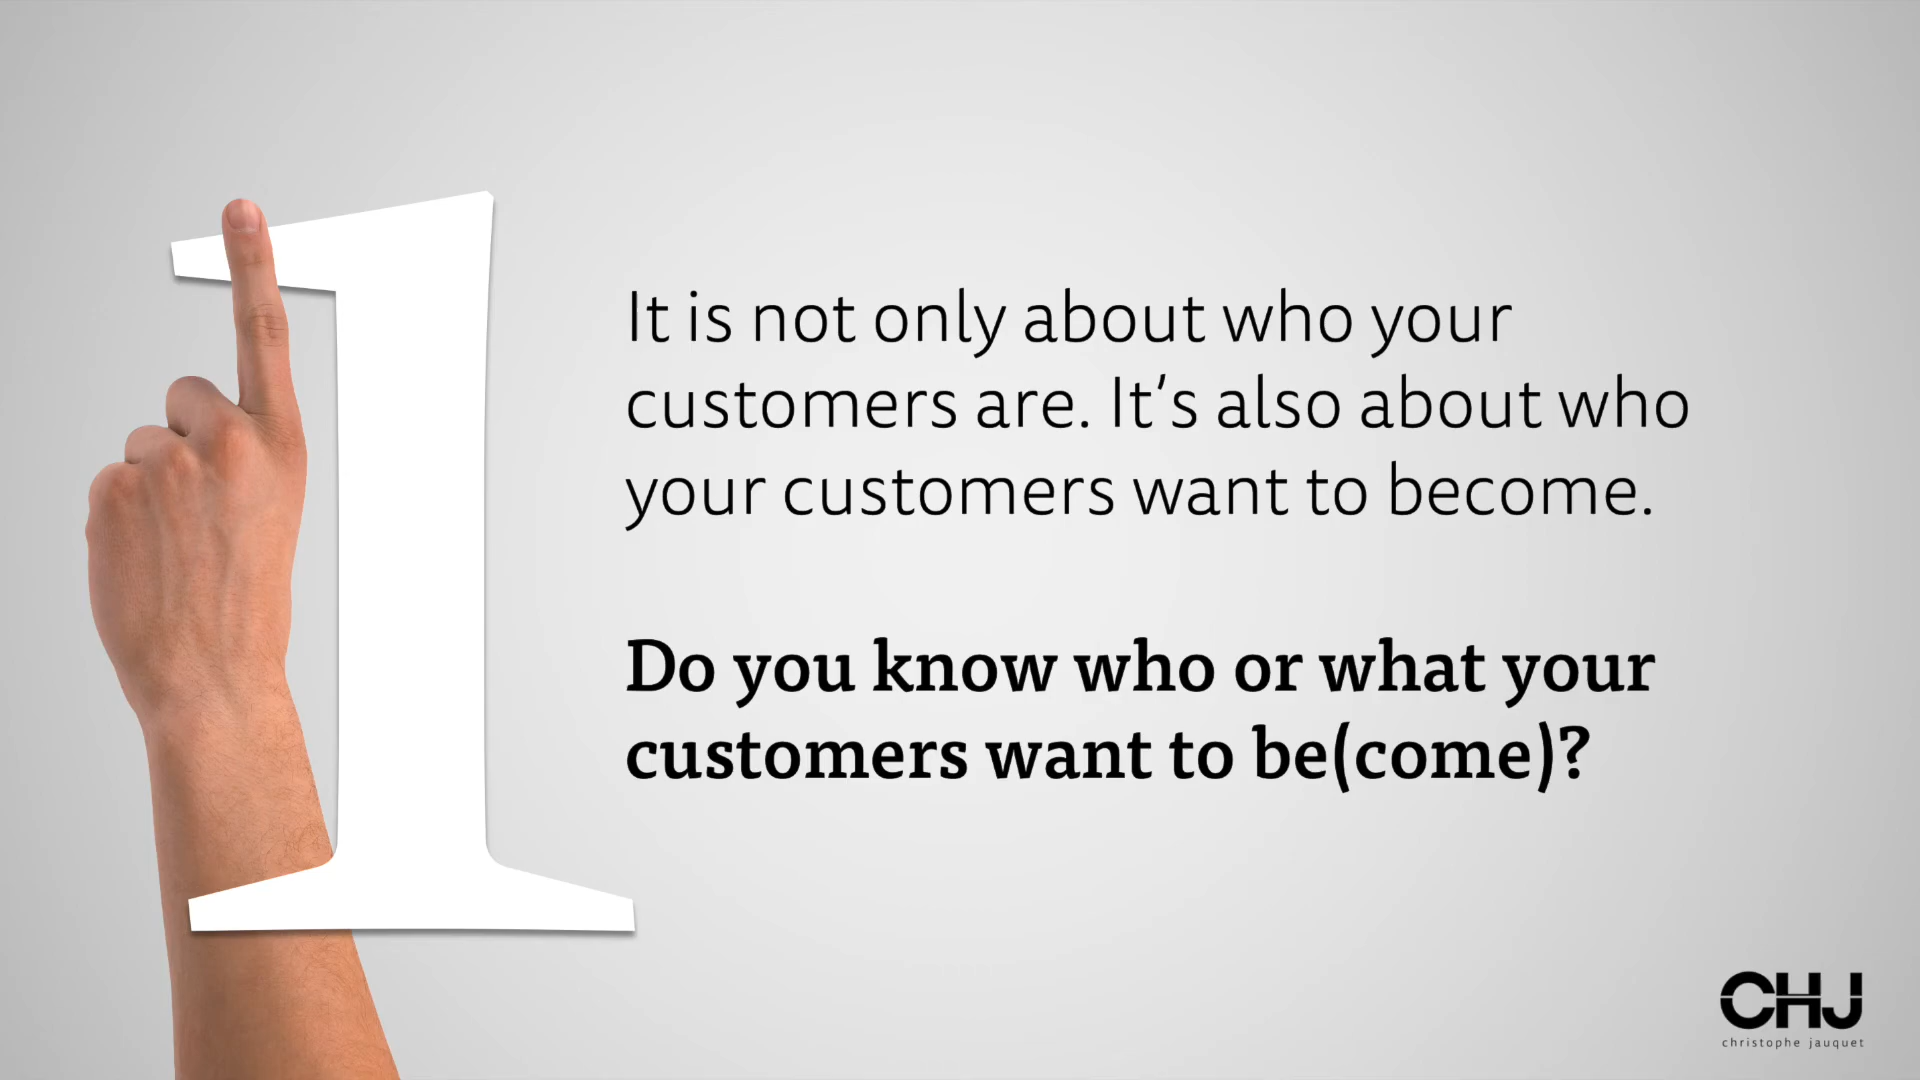 1
It is not only about who your
customers are. It’s also about who
your customers want to become.
Do you know who or what your
customers want to be(come)?
CHJ
christophe jauquet